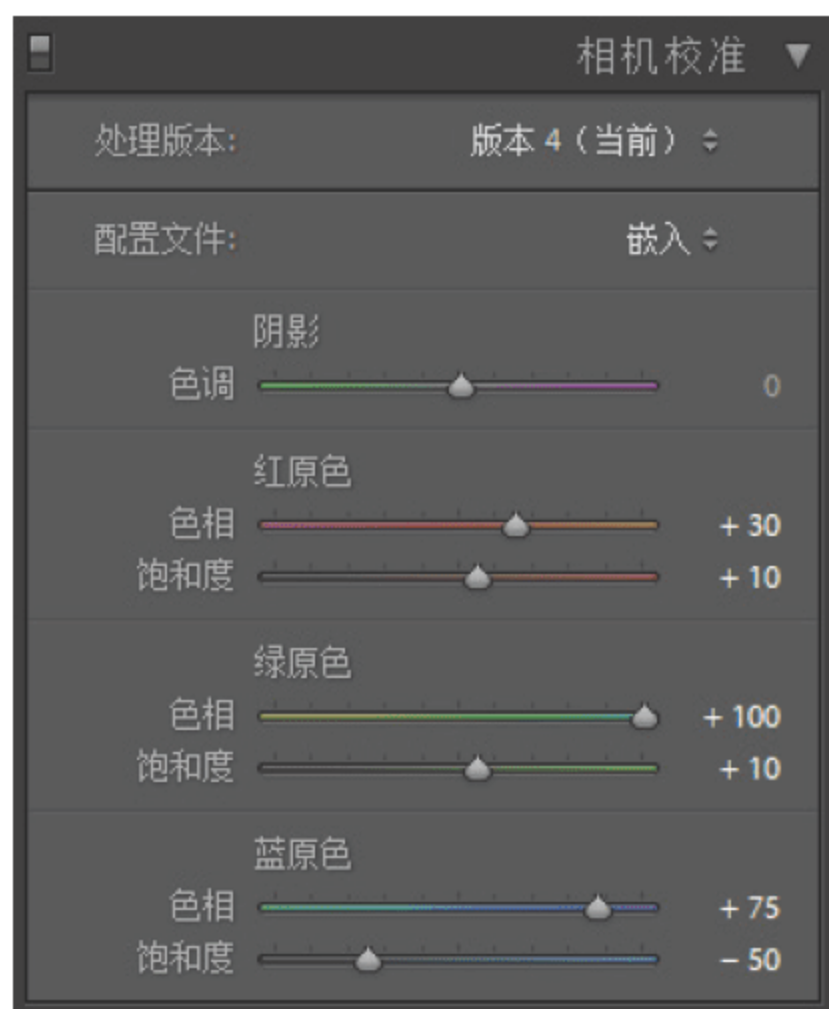 相机校准
处理版本: 版本 4（当前）
配置文件: 嵌入
阴影
色调 0
红原色
色相 + 30
饱和度 + 10
绿原色
色相 + 100
饱和度 + 10
蓝原色
色相 + 75
饱和度 − 50